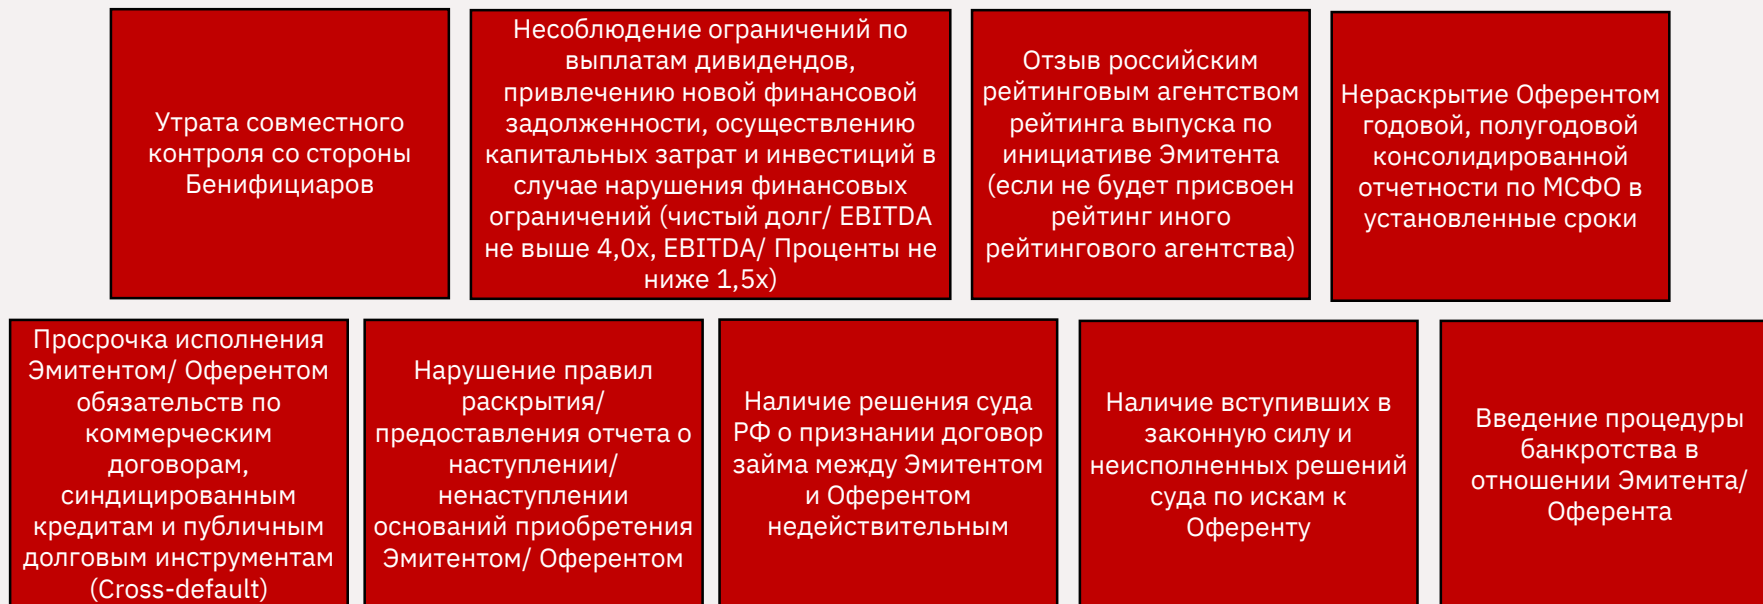 Утрата совместного
контроля со стороны
Бенифициаров
Несоблюдение ограничений по
выплатам дивидендов,
привлечению новой финансовой
задолженности, осуществлению
капитальных затрат и инвестиций в
случае нарушения финансовых
ограничений (чистый долг/ EBITDA
не выше 4,0x, EBITDA/ Проценты не
ниже 1,5x)
Отзыв российским
рейтинговым агентством
рейтинга выпуска по
инициативе Эмитента
(если не будет присвоен
рейтинг иного
рейтингового агентства)
Нераскрытие Оферентом
годовой, полугодовой
консолидированной
отчетности по МСФО в
установленные сроки
Просрочка исполнения
Эмитентом/ Оферентом
обязательств по
коммерческим
договорам,
синдицированным
кредитам и публичным
долговым инструментам
(Cross-default)
Нарушение правил
раскрытия/
предоставления отчета о
наступлении/
ненаступлении
оснований приобретения
Эмитентом/ Оферентом
Наличие решения суда
РФ о признании договор
займа между Эмитентом
и Оферентом
недействительным
Наличие вступивших в
законную силу и
неисполненных решений
суда по искам к
Оференту
Введение процедуры
банкротства в
отношении Эмитента/
Оферента